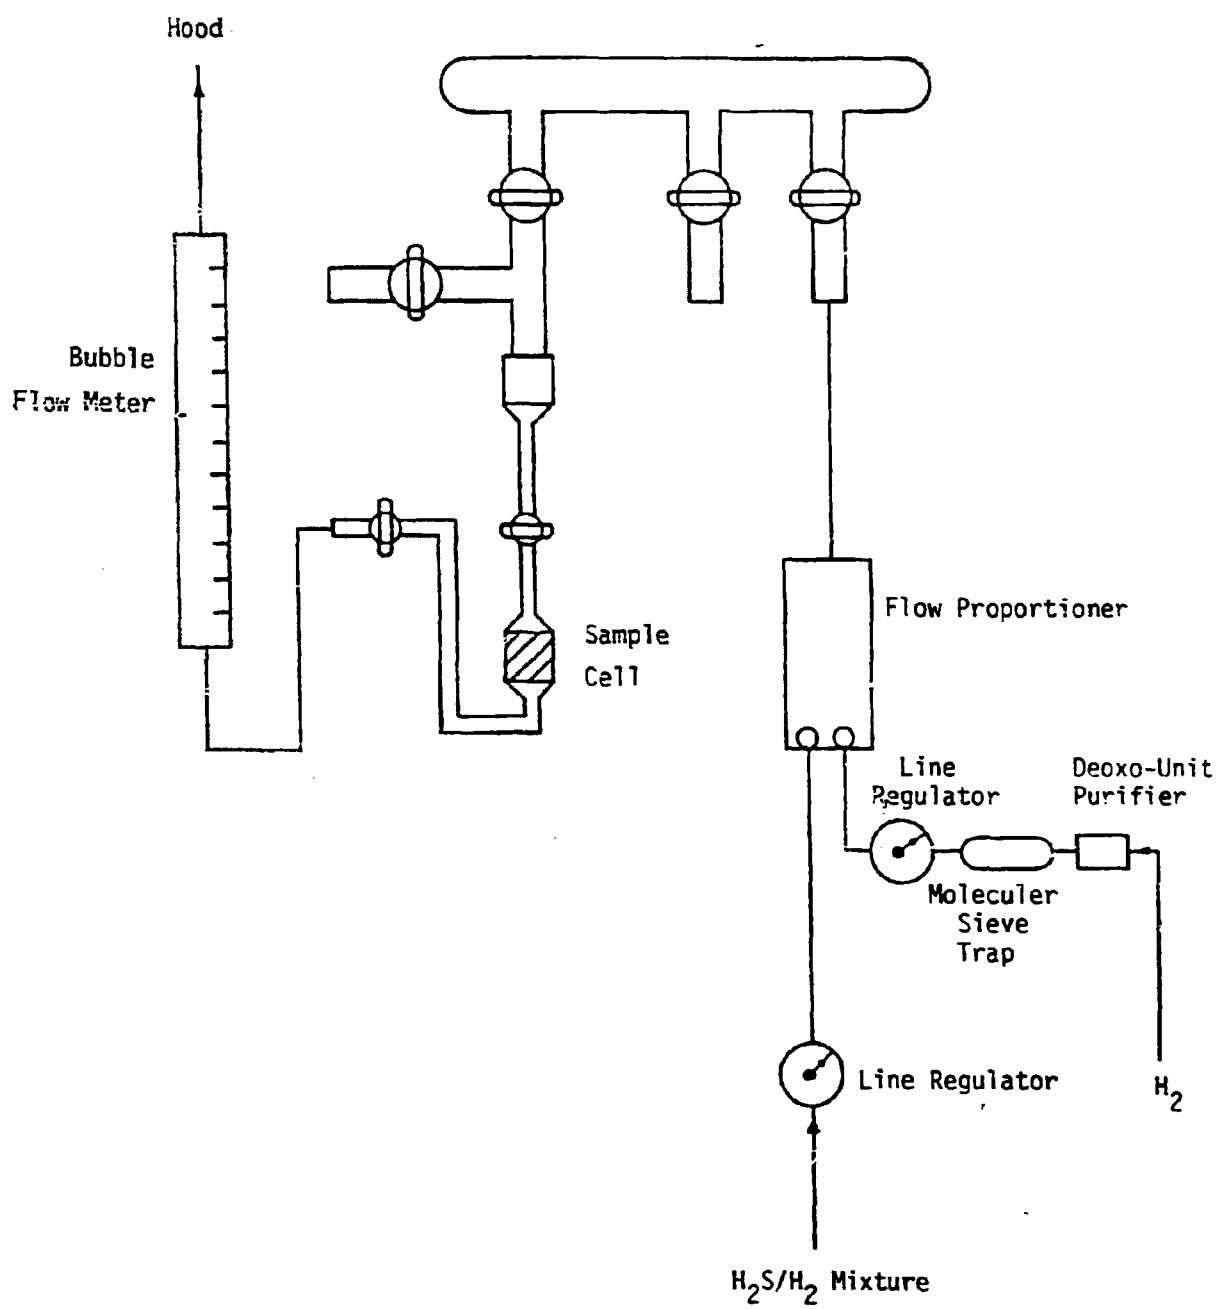 Hood
Bubble
Flow Meter
Sample
Cell
Flow Proportioner
Line
Regulator
Deoxo-Unit
Purifier
Moleculer
Sieve
Trap
Line Regulator
H₂
H₂S/H₂ Mixture